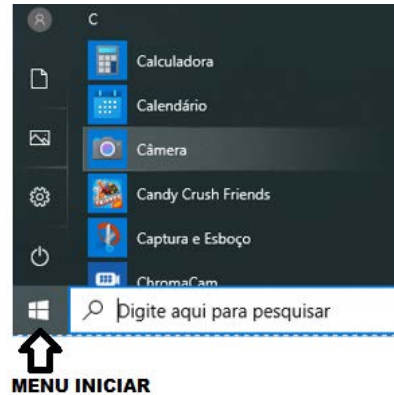 C
Calculadora
Calendário
Câmera
Candy Crush Friends
Captura e Esboço
ChromaCam
Digite aqui para pesquisar
MENU INICIAR